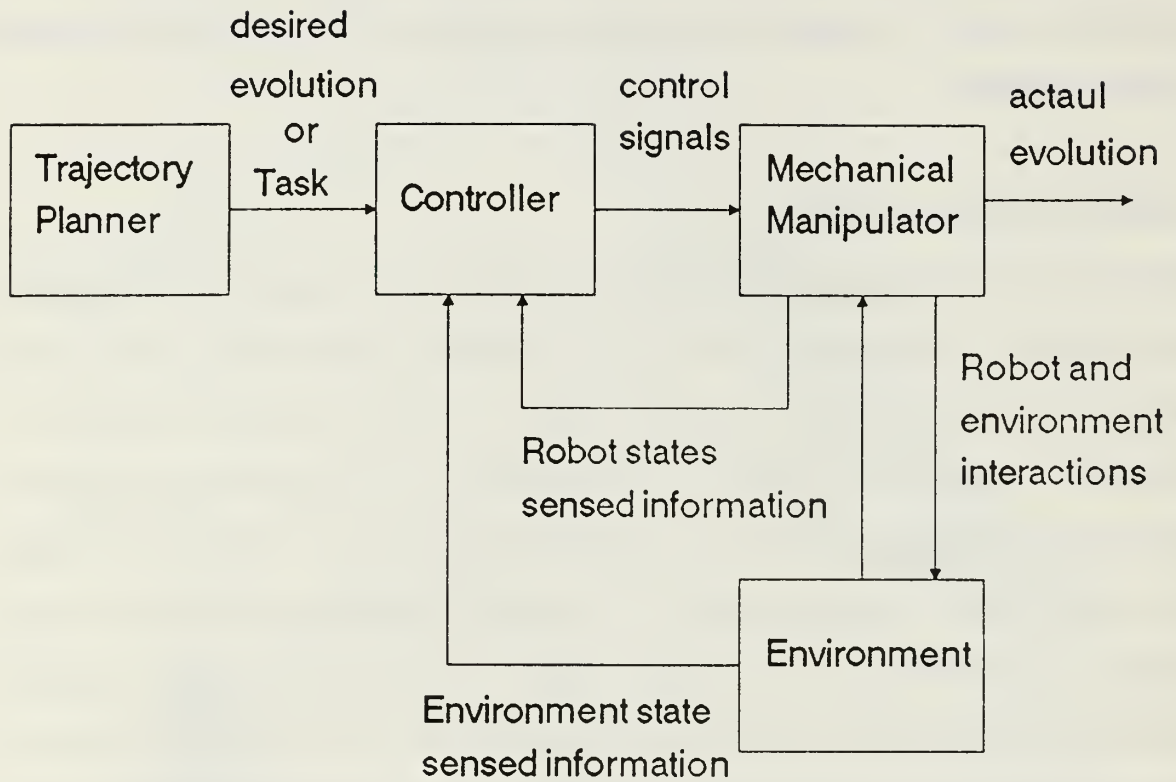 desired
evolution
or
Task
control
signals
actaul
evolution
Trajectory
Planner
Controller
Mechanical
Manipulator
Robot states
sensed information
Robot and
environment
interactions
Environment
Environment state
sensed information